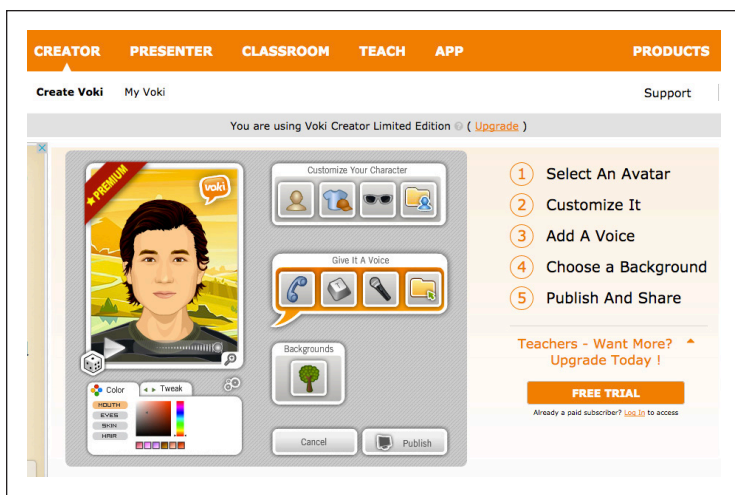 CREATOR PRESENTER CLASSROOM TEACH APP PRODUCTS
Create Voki My Voki Support
You are using Voki Creator Limited Edition ( Upgrade )
PREMIUM
voki
Customize Your Character
Give It A Voice
Backgrounds
Color Tweak
MOUTH
EYES
SKIN
HAIR
Cancel Publish
1 Select An Avatar
2 Customize It
3 Add A Voice
4 Choose a Background
5 Publish And Share
Teachers - Want More?
Upgrade Today !
FREE TRIAL
Already a paid subscriber? Log In to access